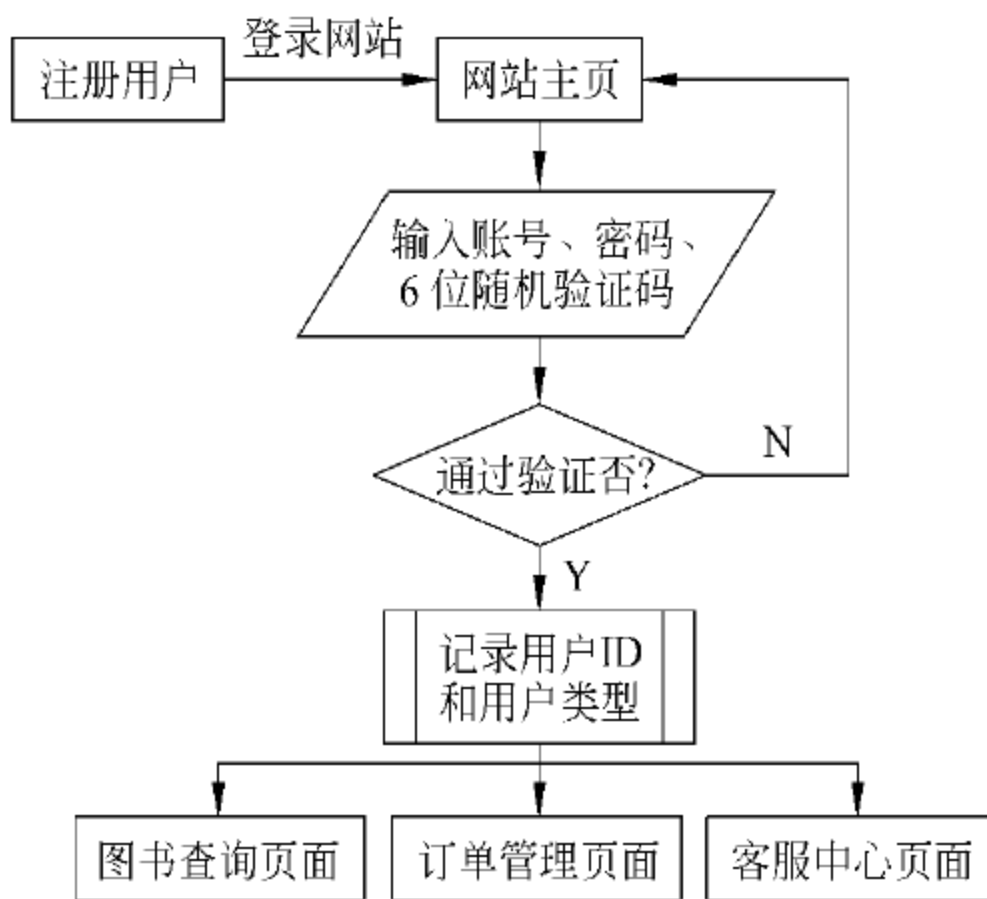 登录网站
注册用户
网站主页
输入账号、密码、
6位随机验证码
通过验证否?
N
Y
记录用户ID
和用户类型
图书查询页面
订单管理页面
客服中心页面